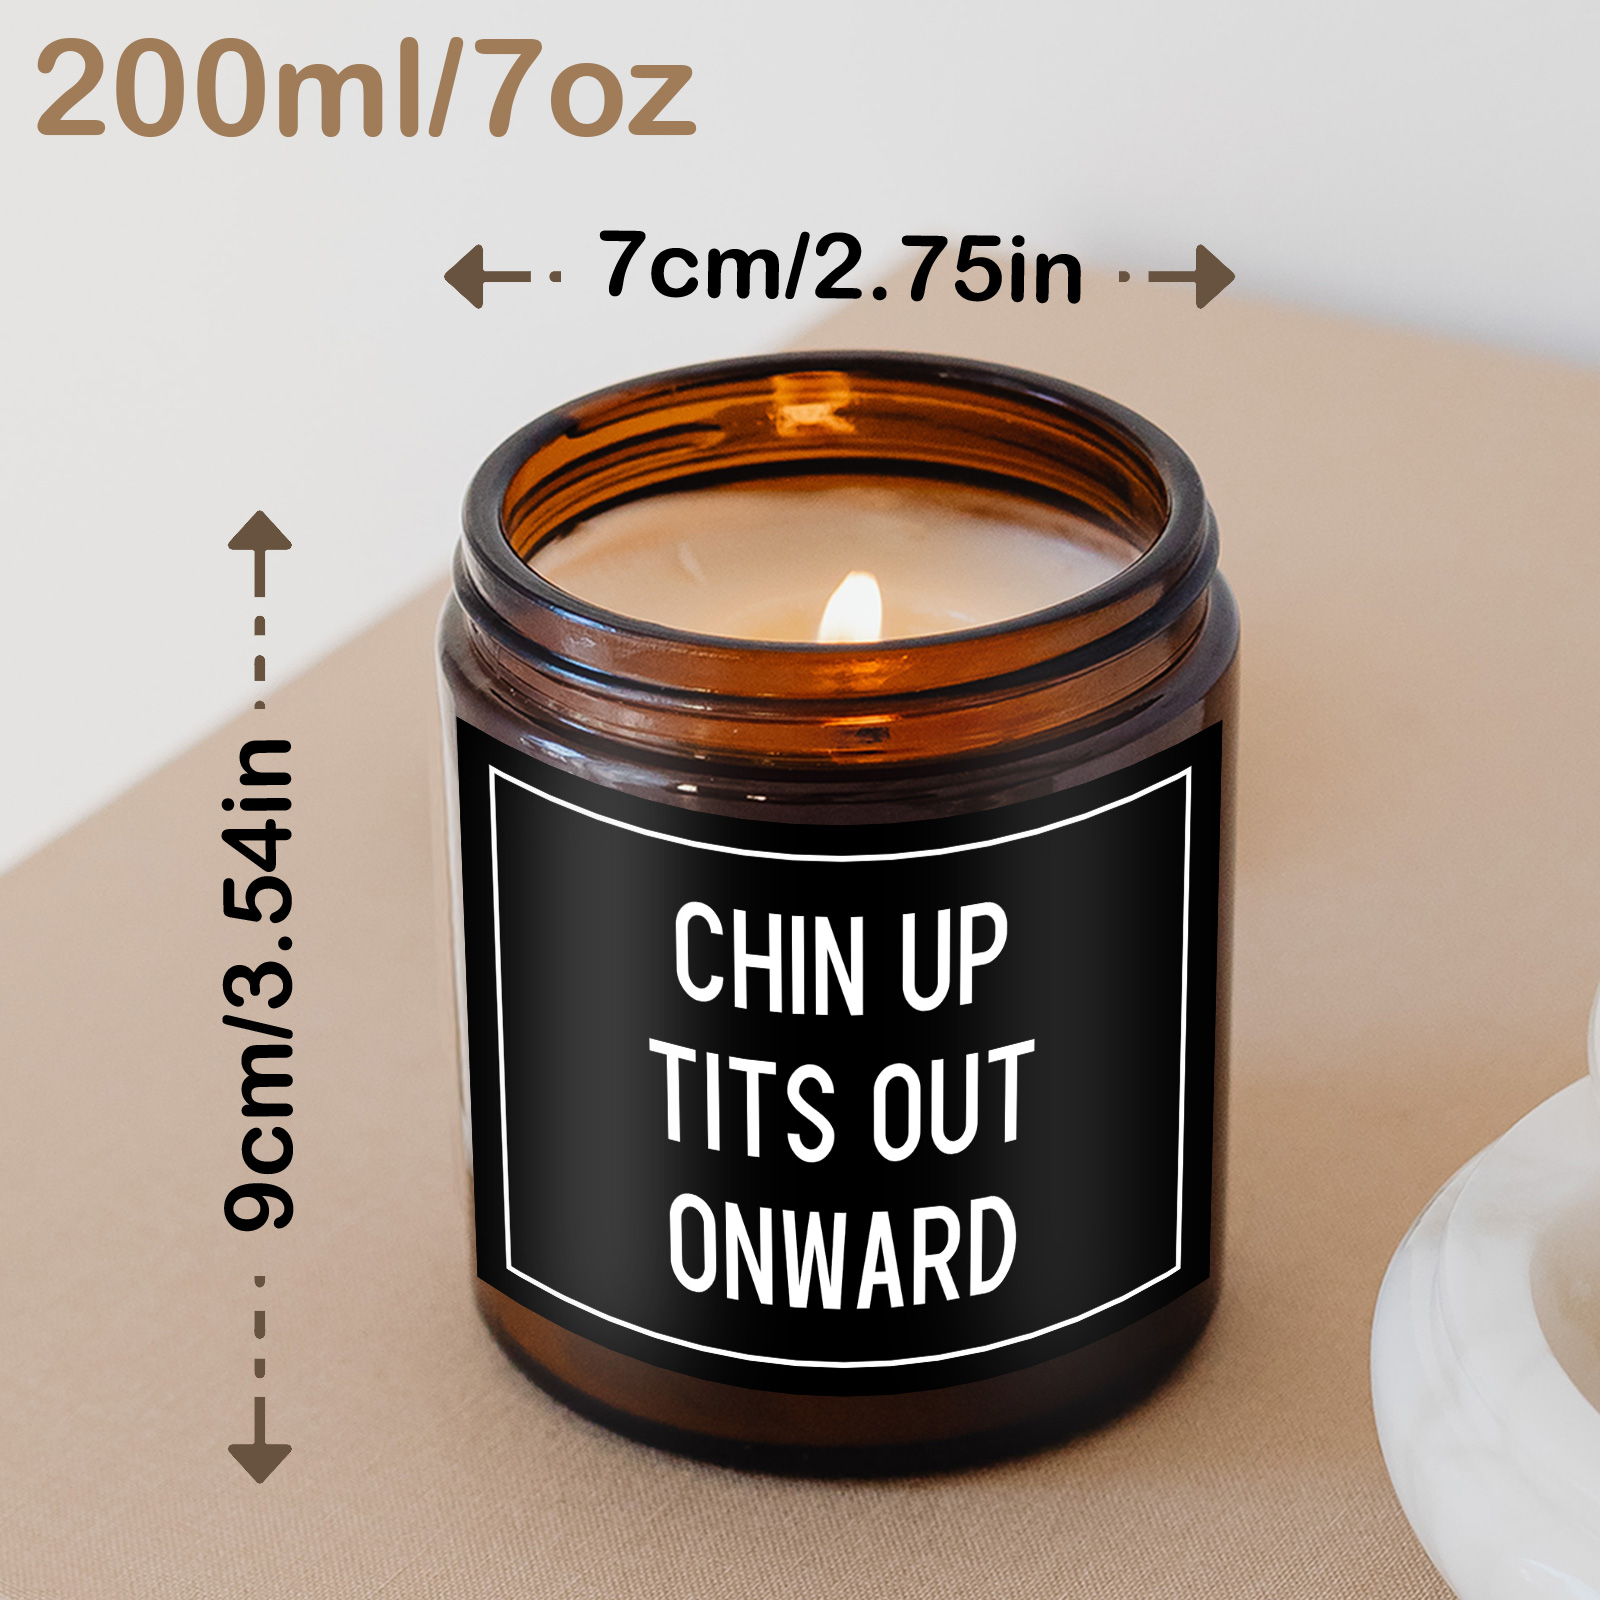 200ml/7oz
7cm/2.75in
9cm/3.54in
CHIN UP
TITS OUT
ONWARD